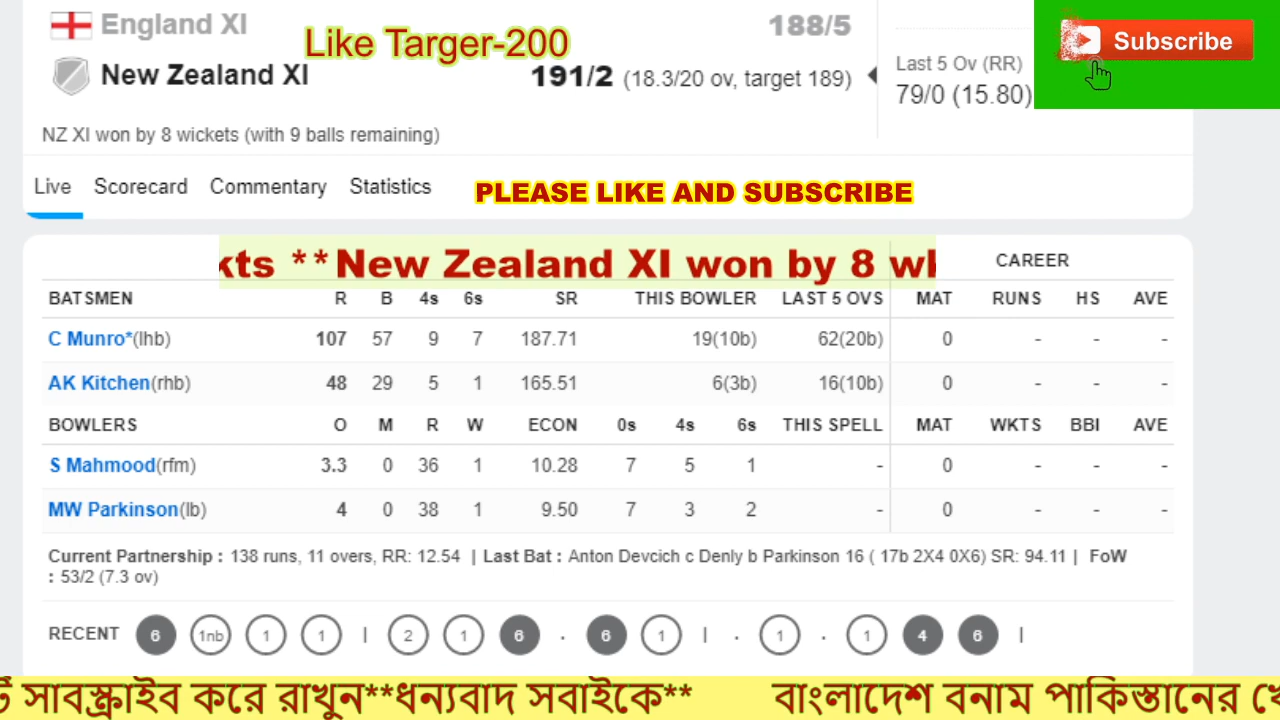 England XI 188/5
Like Targer-200
Subscribe
New Zealand XI 191/2 (18.3/20 ov, target 189)
Last 5 Ov (RR)
79/0 (15.80)
NZ XI won by 8 wickets (with 9 balls remaining)
Live Scorecard Commentary Statistics
PLEASE LIKE AND SUBSCRIBE
**New Zealand XI won by 8
CAREER
BATSMEN R B 4s 6s SR THIS BOWLER LAST 5 OVS MAT RUNS HS AVE
C Munro*(lhb) 107 57 9 7 187.71 19(10b) 62(20b) 0 - - -
AK Kitchen(rhb) 48 29 5 1 165.51 6(3b) 16(10b) 0 - - -
BOWLERS O M R W ECON 0s 4s 6s THIS SPELL MAT WKTS BBI AVE
S Mahmood(rfm) 3.3 0 36 1 10.28 7 5 1 - 0 - - -
MW Parkinson(lb) 4 0 38 1 9.50 7 3 2 - 0 - - -
Current Partnership : 138 runs, 11 overs, RR: 12.54 | Last Bat : Anton Devcich c Denly b Parkinson 16 ( 17b 2X4 0X6) SR: 94.11 | FoW
: 53/2 (7.3 ov)
RECENT 6 1nb 1 1 | 2 1 6 . 6 1 | . 1 . 1 4 6 |
সাবস্ক্রাইব করে রাখুন**ধন্যবাদ সবাইকে** বাংলাদেশ বনাম পাকিস্তানের